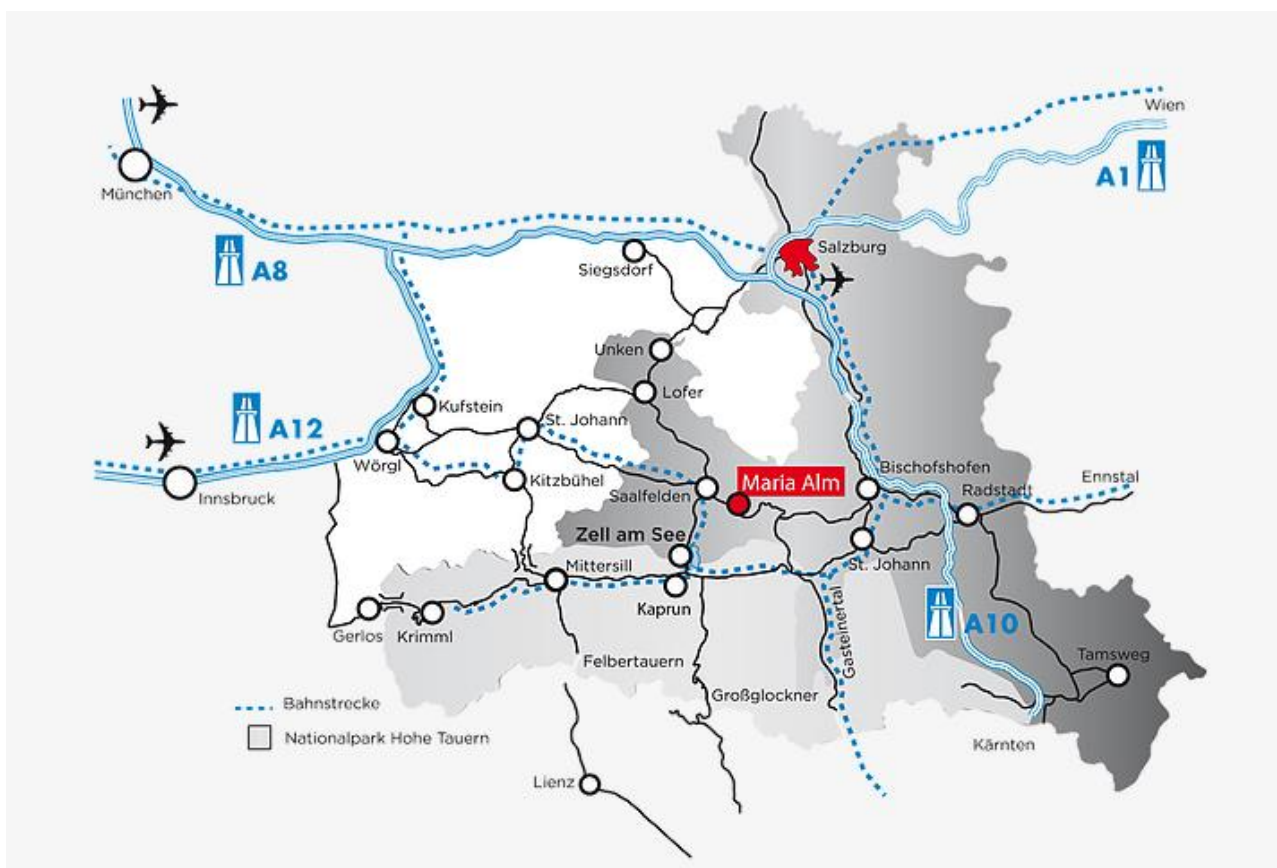 Wien
A1
München
Salzburg
A8
Siegsdorf
Unken
Lofer
Kufstein
St. Johann
A12
Wörgl
Innsbruck
Kitzbühel
Saalfelden
Maria Alm
Bischofshofen
Radstadt
Ennstal
Zell am See
Mittersill
St. Johann
Kaprun
Gerlos
Krimml
A10
Gasteinertal
Felbertauern
Tamsweg
Großglockner
Bahnstrecke
Nationalpark Hohe Tauern
Kärnten
Lienz